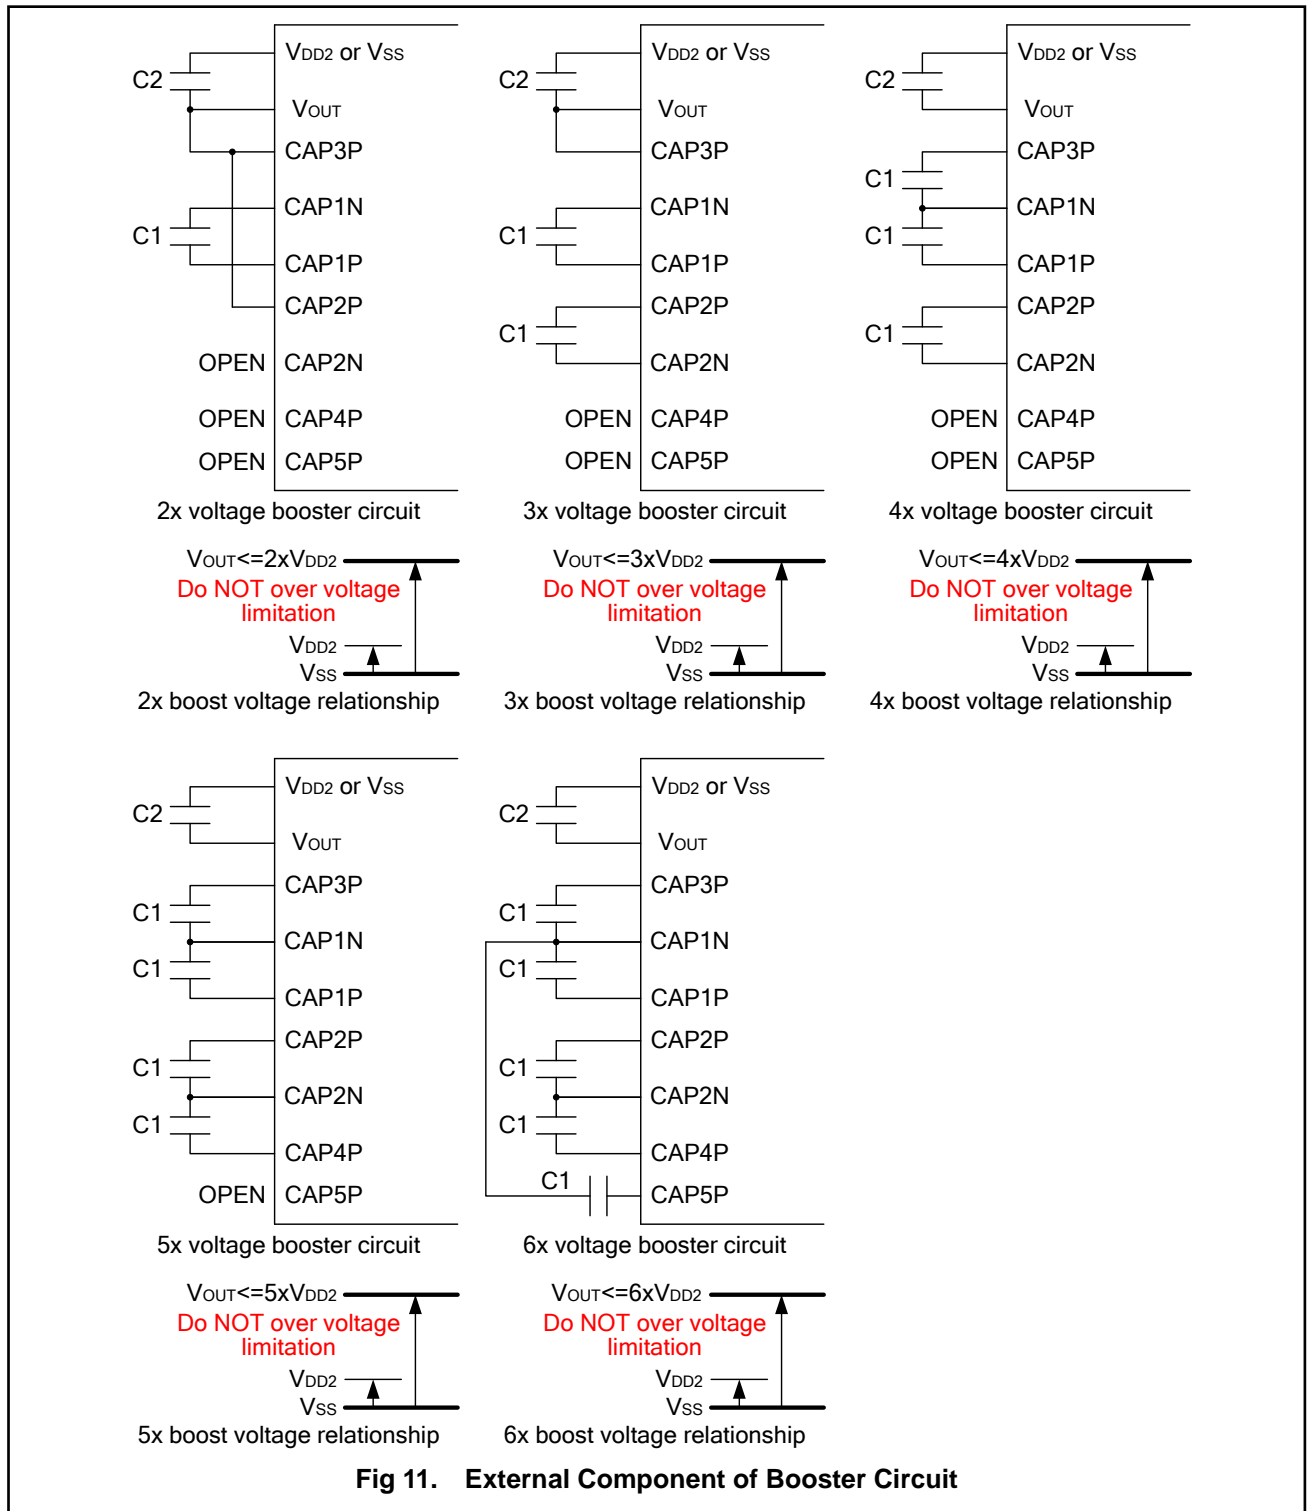 VDD2 or VSS
C2
VOUT
CAP3P
CAP1N
C1
CAP1P
CAP2P
OPEN CAP2N
OPEN CAP4P
OPEN CAP5P
2x voltage booster circuit
VOUT<=2xVDD2
Do NOT over voltage
limitation
VDD2
VSS
2x boost voltage relationship
VDD2 or VSS
C2
VOUT
CAP3P
CAP1N
C1
CAP1P
CAP2P
C1
CAP2N
OPEN CAP4P
OPEN CAP5P
3x voltage booster circuit
VOUT<=3xVDD2
Do NOT over voltage
limitation
VDD2
VSS
3x boost voltage relationship
VDD2 or VSS
C2
VOUT
CAP3P
C1
CAP1N
C1
CAP1P
CAP2P
C1
CAP2N
OPEN CAP4P
OPEN CAP5P
4x voltage booster circuit
VOUT<=4xVDD2
Do NOT over voltage
limitation
VDD2
VSS
4x boost voltage relationship
VDD2 or VSS
C2
VOUT
CAP3P
C1
CAP1N
C1
CAP1P
CAP2P
C1
CAP2N
C1
CAP4P
OPEN CAP5P
5x voltage booster circuit
VOUT<=5xVDD2
Do NOT over voltage
limitation
VDD2
VSS
5x boost voltage relationship
VDD2 or VSS
C2
VOUT
CAP3P
C1
CAP1N
C1
CAP1P
CAP2P
C1
CAP2N
C1
CAP4P
C1
CAP5P
6x voltage booster circuit
VOUT<=6xVDD2
Do NOT over voltage
limitation
VDD2
VSS
6x boost voltage relationship
Fig 11. External Component of Booster Circuit